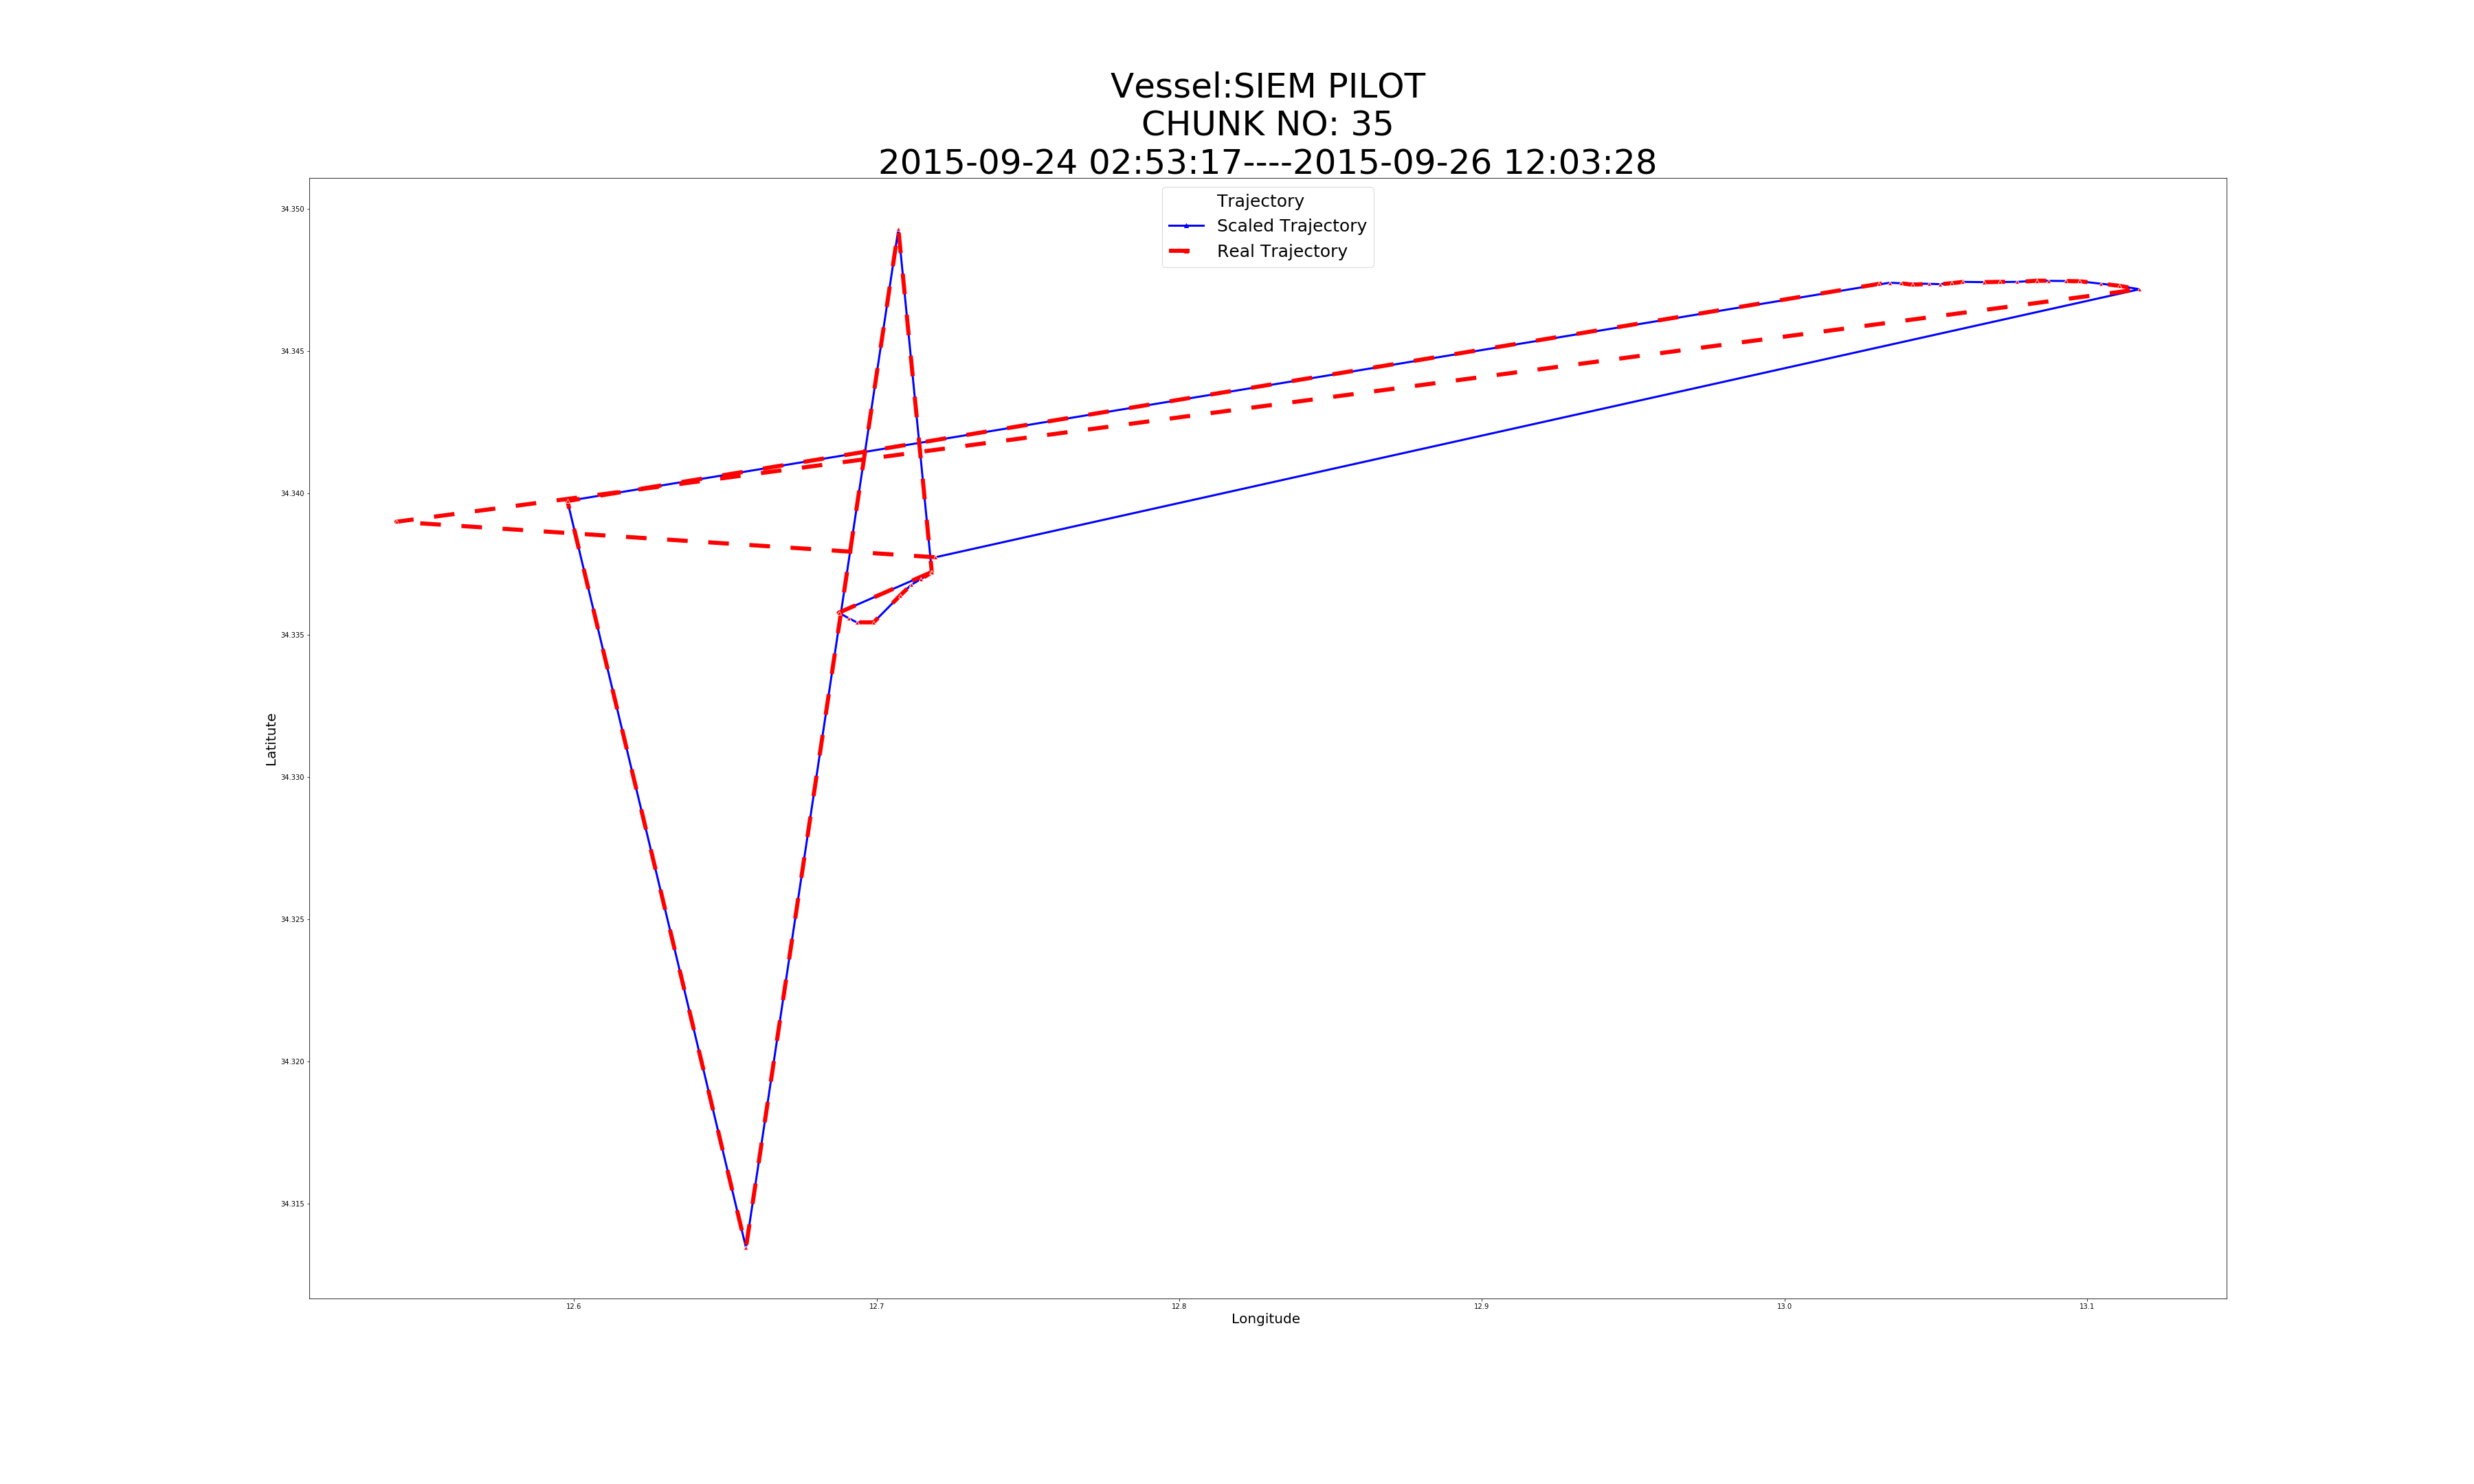 Vessel:SIEM PILOT
CHUNK NO: 35
2015-09-24 02:53:17----2015-09-26 12:03:28
Trajectory
Scaled Trajectory
Real Trajectory
34.350
34.345
34.340
34.335
34.330
34.325
34.320
34.315
Latitute
12.6
12.7
12.8
12.9
13.0
13.1
Longitude